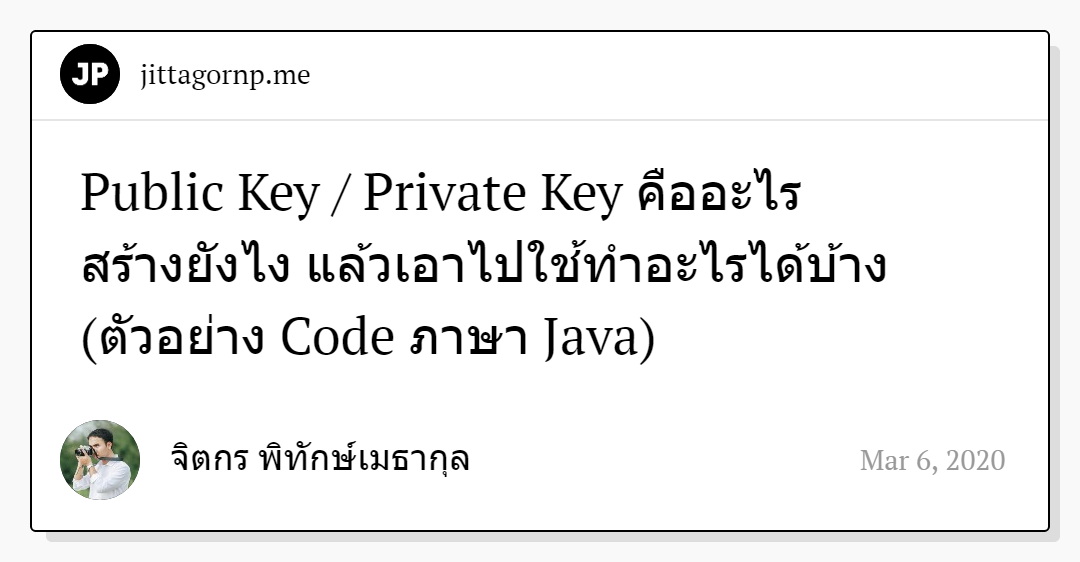 JP
jittagornp.me
Public Key / Private Key คืออะไร
สร้างยังไง แล้วเอาไปใช้ทำอะไรได้บ้าง
(ตัวอย่าง Code ภาษา Java)
จิตกร พิทักษ์เมธากุล
Mar 6, 2020